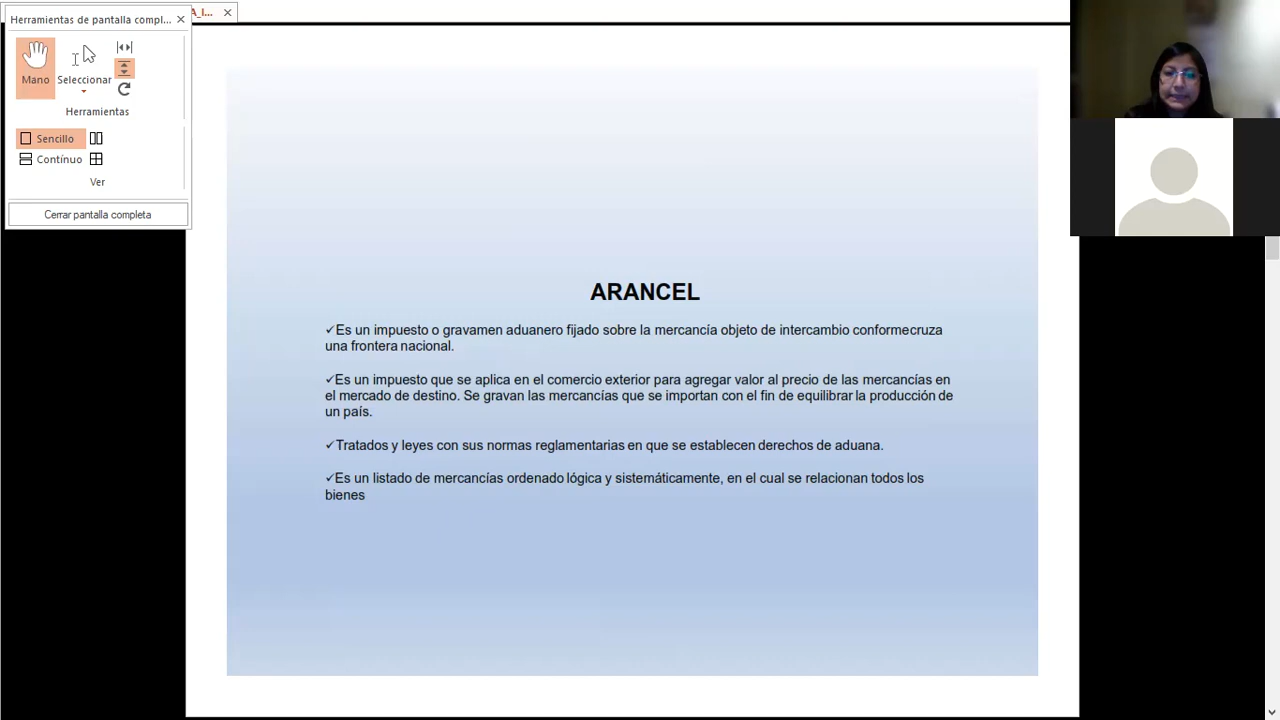 Herramientas de pantalla compl...
A_I...
Mano
Seleccionar
Herramientas
Sencillo
Contínuo
Ver
Cerrar pantalla completa
ARANCEL
✓Es un impuesto o gravamen aduanero fijado sobre la mercancía objeto de intercambio conformecruza
una frontera nacional.
✓Es un impuesto que se aplica en el comercio exterior para agregar valor al precio de las mercancías en
el mercado de destino. Se gravan las mercancías que se importan con el fin de equilibrar la producción de
un país.
✓Tratados y leyes con sus normas reglamentarias en que se establecen derechos de aduana.
✓Es un listado de mercancías ordenado lógica y sistemáticamente, en el cual se relacionan todos los
bienes